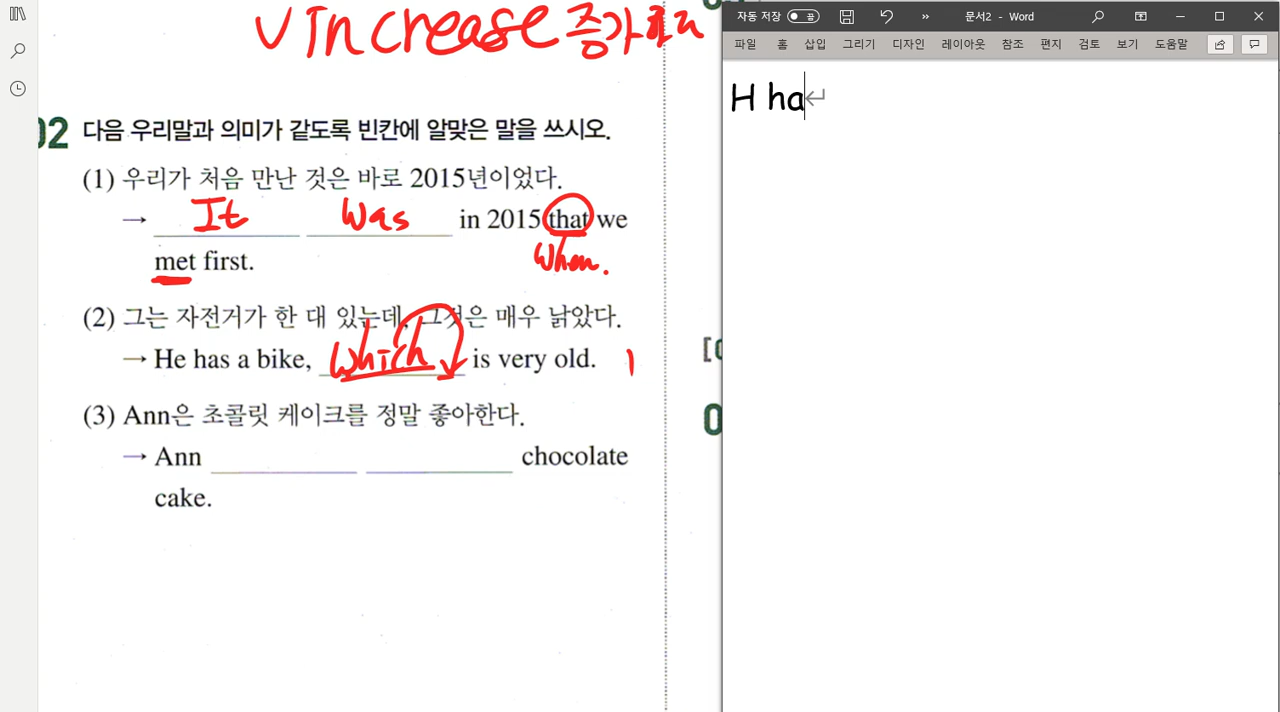 V Increase 증가하다
02 다음 우리말과 의미가 같도록 빈칸에 알맞은 말을 쓰시오.
(1) 우리가 처음 만난 것은 바로 2015년이었다.
→ It was in 2015 that we
when.
met first.
(2) 그는 자전거가 한 대 있는데, 그것은 매우 낡았다.
→ He has a bike, which is very old.
(3) Ann은 초콜릿 케이크를 정말 좋아한다.
→ Ann chocolate
cake.
자동 저장 끔 문서2 - Word
파일 홈 삽입 그리기 디자인 레이아웃 참조 편지 검토 보기 도움말
H ha